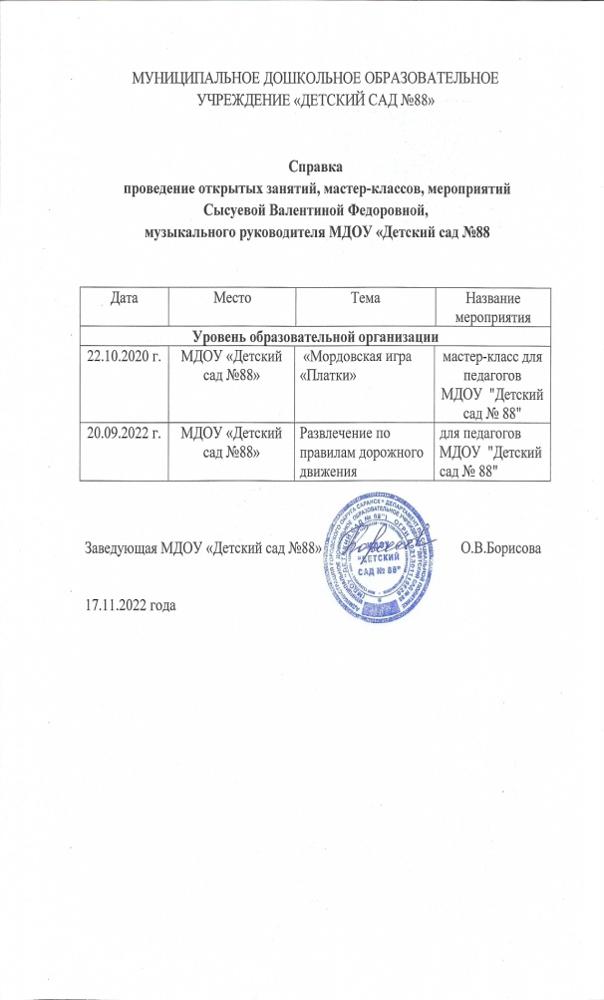 МУНИЦИПАЛЬНОЕ ДОШКОЛЬНОЕ ОБРАЗОВАТЕЛЬНОЕ
УЧРЕЖДЕНИЕ «ДЕТСКИЙ САД №88»
Справка
проведение открытых занятий, мастер-классов, мероприятий
Сысуевой Валентиной Федоровной,
музыкального руководителя МДОУ «Детский сад №88
Дата Место Тема Название
мероприятия
Уровень образовательной организации
22.10.2020 г. МДОУ «Детский «Мордовская игра мастер-класс для
сад №88» «Платки» педагогов
МДОУ "Детский
сад № 88"
20.09.2022 г. МДОУ «Детский Развлечение по для педагогов
сад №88» правилам дорожного МДОУ "Детский
движения сад № 88"
Заведующая МДОУ «Детский сад №88» О.В.Борисова
МДОУ
"ДЕТСКИЙ
САД № 88"
17.11.2022 года